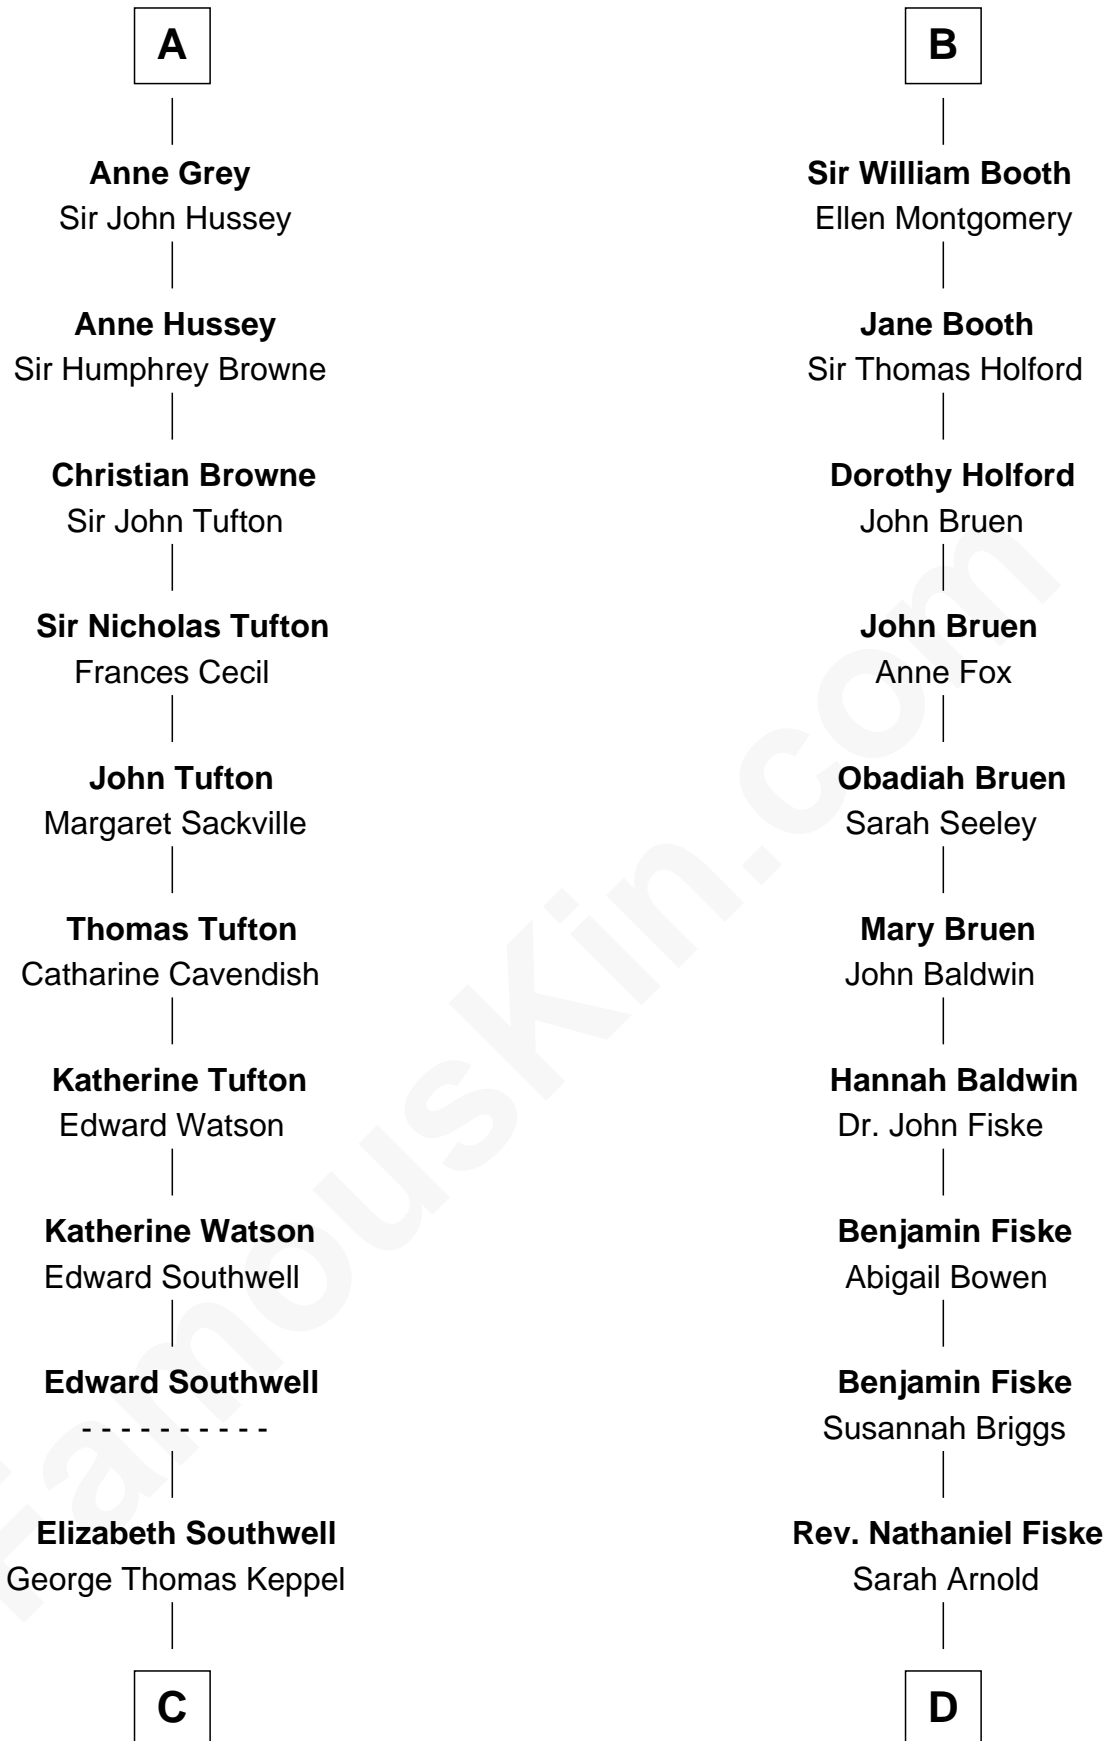 A
Anne Grey
Sir John Hussey
Anne Hussey
Sir Humphrey Browne
Christian Browne
Sir John Tufton
Sir Nicholas Tufton
Frances Cecil
John Tufton
Margaret Sackville
Thomas Tufton
Catharine Cavendish
Katherine Tufton
Edward Watson
Katherine Watson
Edward Southwell
Edward Southwell
- - - - - - - - - -
Elizabeth Southwell
George Thomas Keppel
C
B
Sir William Booth
Ellen Montgomery
Jane Booth
Sir Thomas Holford
Dorothy Holford
John Bruen
John Bruen
Anne Fox
Obadiah Bruen
Sarah Seeley
Mary Bruen
John Baldwin
Hannah Baldwin
Dr. John Fiske
Benjamin Fiske
Abigail Bowen
Benjamin Fiske
Susannah Briggs
Rev. Nathaniel Fiske
Sarah Arnold
D
FamousKin.com